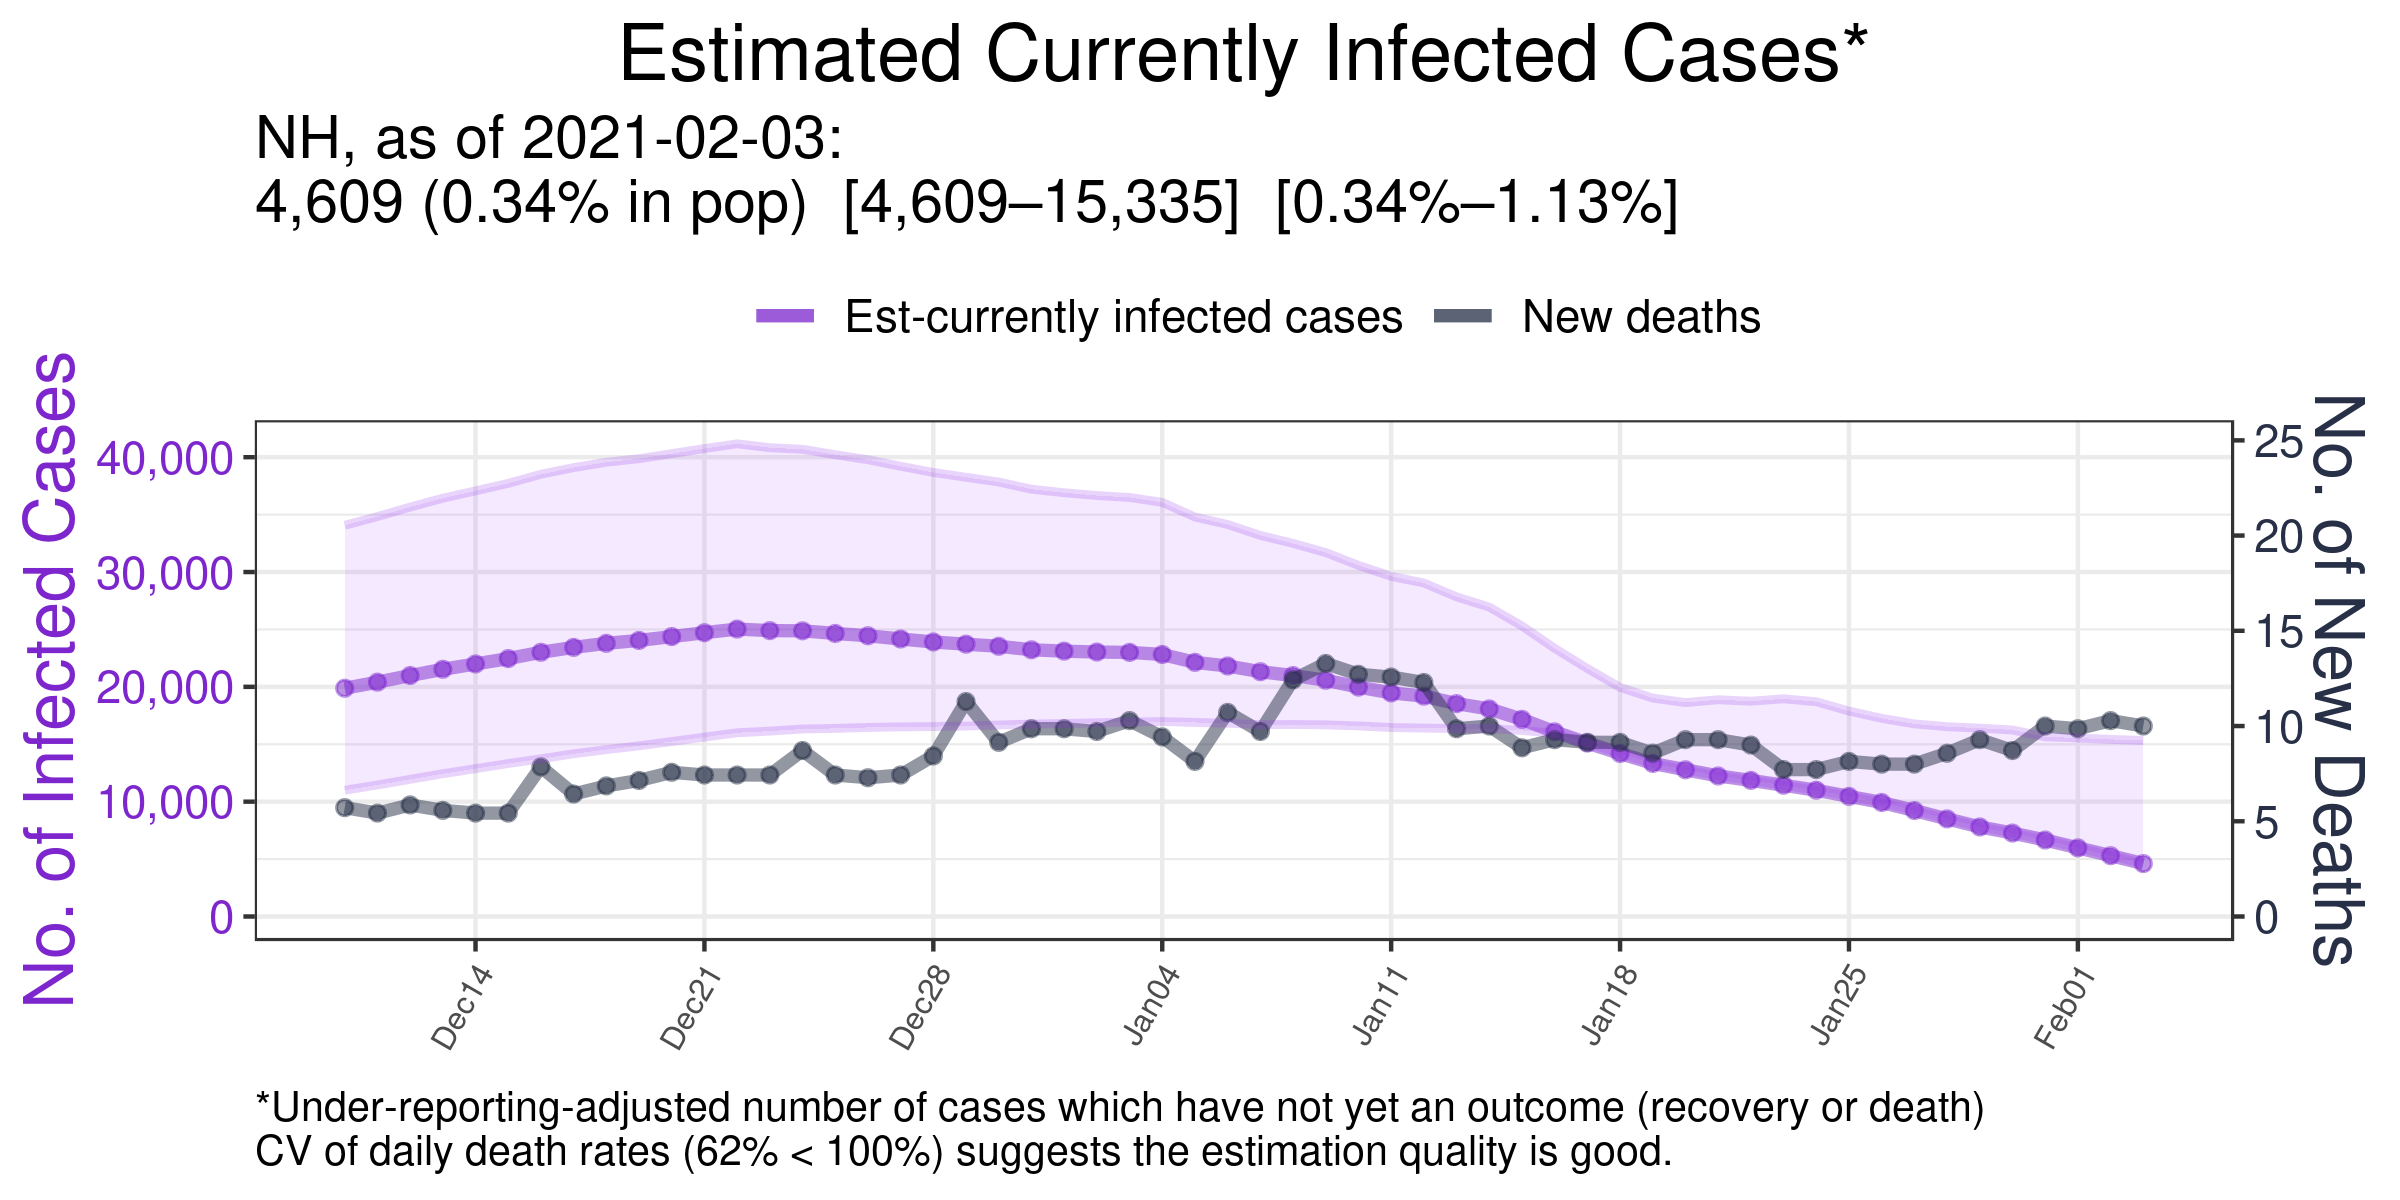 Estimated Currently Infected Cases*
NH, as of 2021-02-03:
4,609 (0.34% in pop)  [4,609–15,335]  [0.34%–1.13%]
Est-currently infected cases
New deaths
No. of Infected Cases
40,000
30,000
20,000
10,000
0
25
20
15
10
5
0
No. of New Deaths
Dec14
Dec21
Dec28
Jan04
Jan11
Jan18
Jan25
Feb01
*Under-reporting-adjusted number of cases which have not yet an outcome (recovery or death)
CV of daily death rates (62% < 100%) suggests the estimation quality is good.